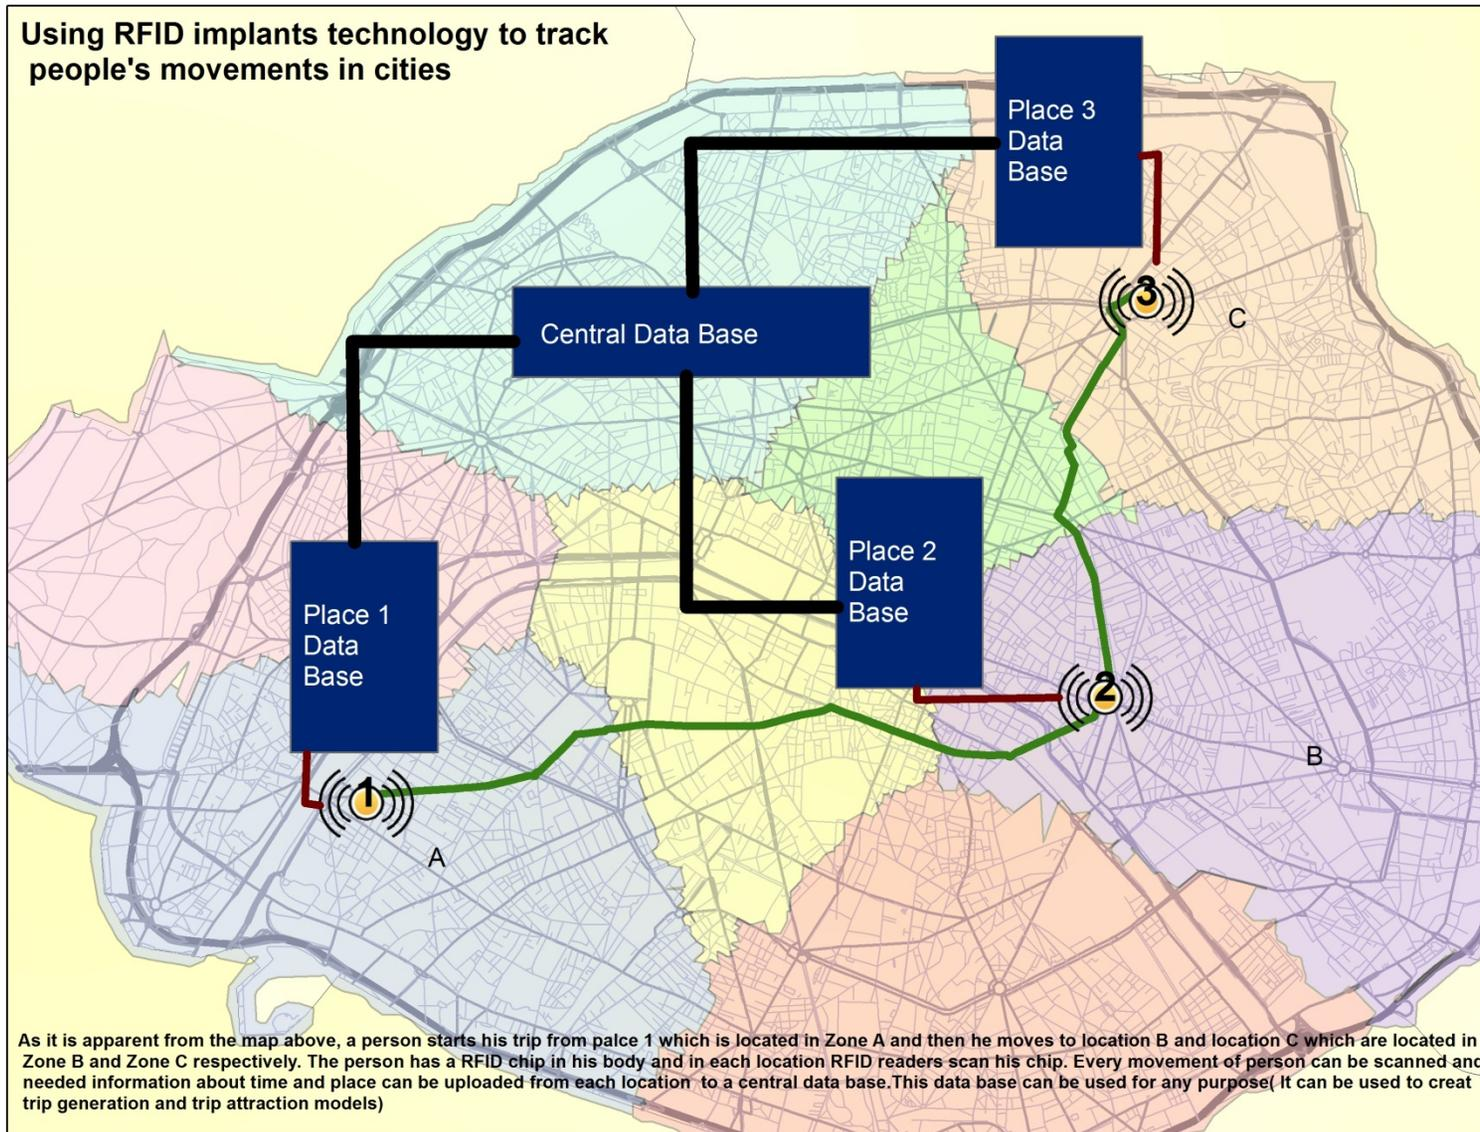 Using RFID implants technology to track
people's movements in cities
Place 3
Data
Base
Central Data Base
3
C
Place 2
Data
Base
Place 1
Data
Base
2
B
1
A
As it is apparent from the map above, a person starts his trip from palce 1 which is located in Zone A and then he moves to location B and location C which are located in
Zone B and Zone C respectively. The person has a RFID chip in his body and in each location RFID readers scan his chip. Every movement of person can be scanned and
needed information about time and place can be uploaded from each location to a central data base.This data base can be used for any purpose( It can be used to creat
trip generation and trip attraction models)